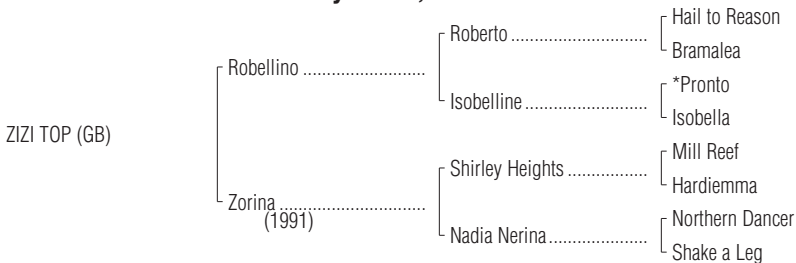 Hail to Reason
Roberto ..............................
Bramalea
Robellino ...........................
*Pronto
Isobelline ...........................
Isobella
ZIZI TOP (GB)
Mill Reef
Shirley Heights ..................
Hardiemma
Zorina ................................
(1991)
Northern Dancer
Nadia Nerina ......................
Shake a Leg